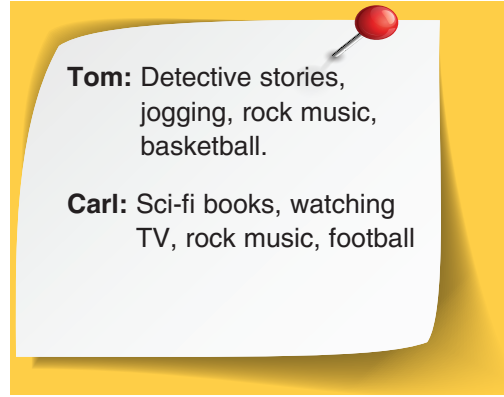 Tom: Detective stories,
jogging, rock music,
basketball.
Carl: Sci-fi books, watching
TV, rock music, football